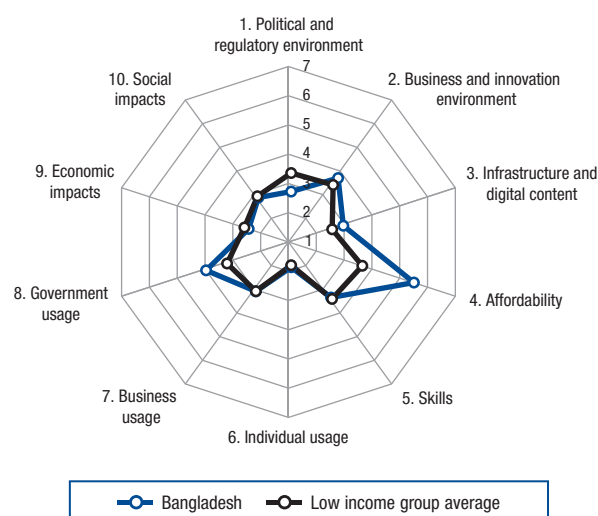 1. Political and
regulatory environment
7
6
5
4
3
2
1
2. Business and innovation
environment
3. Infrastructure and
digital content
4. Affordability
5. Skills
6. Individual usage
7. Business
usage
8. Government
usage
9. Economic
impacts
10. Social
impacts
Bangladesh
Low income group average